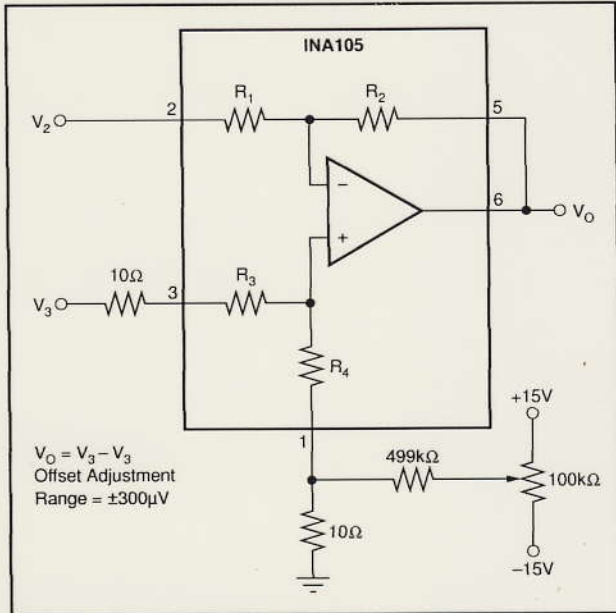 INA105
R1
R2
2
5
V2
6
VO
10Ω
3
R3
V3
R4
+15V
1
VO = V3 – V3
Offset Adjustment
Range = ±300µV
499kΩ
100kΩ
10Ω
–15V
−
+